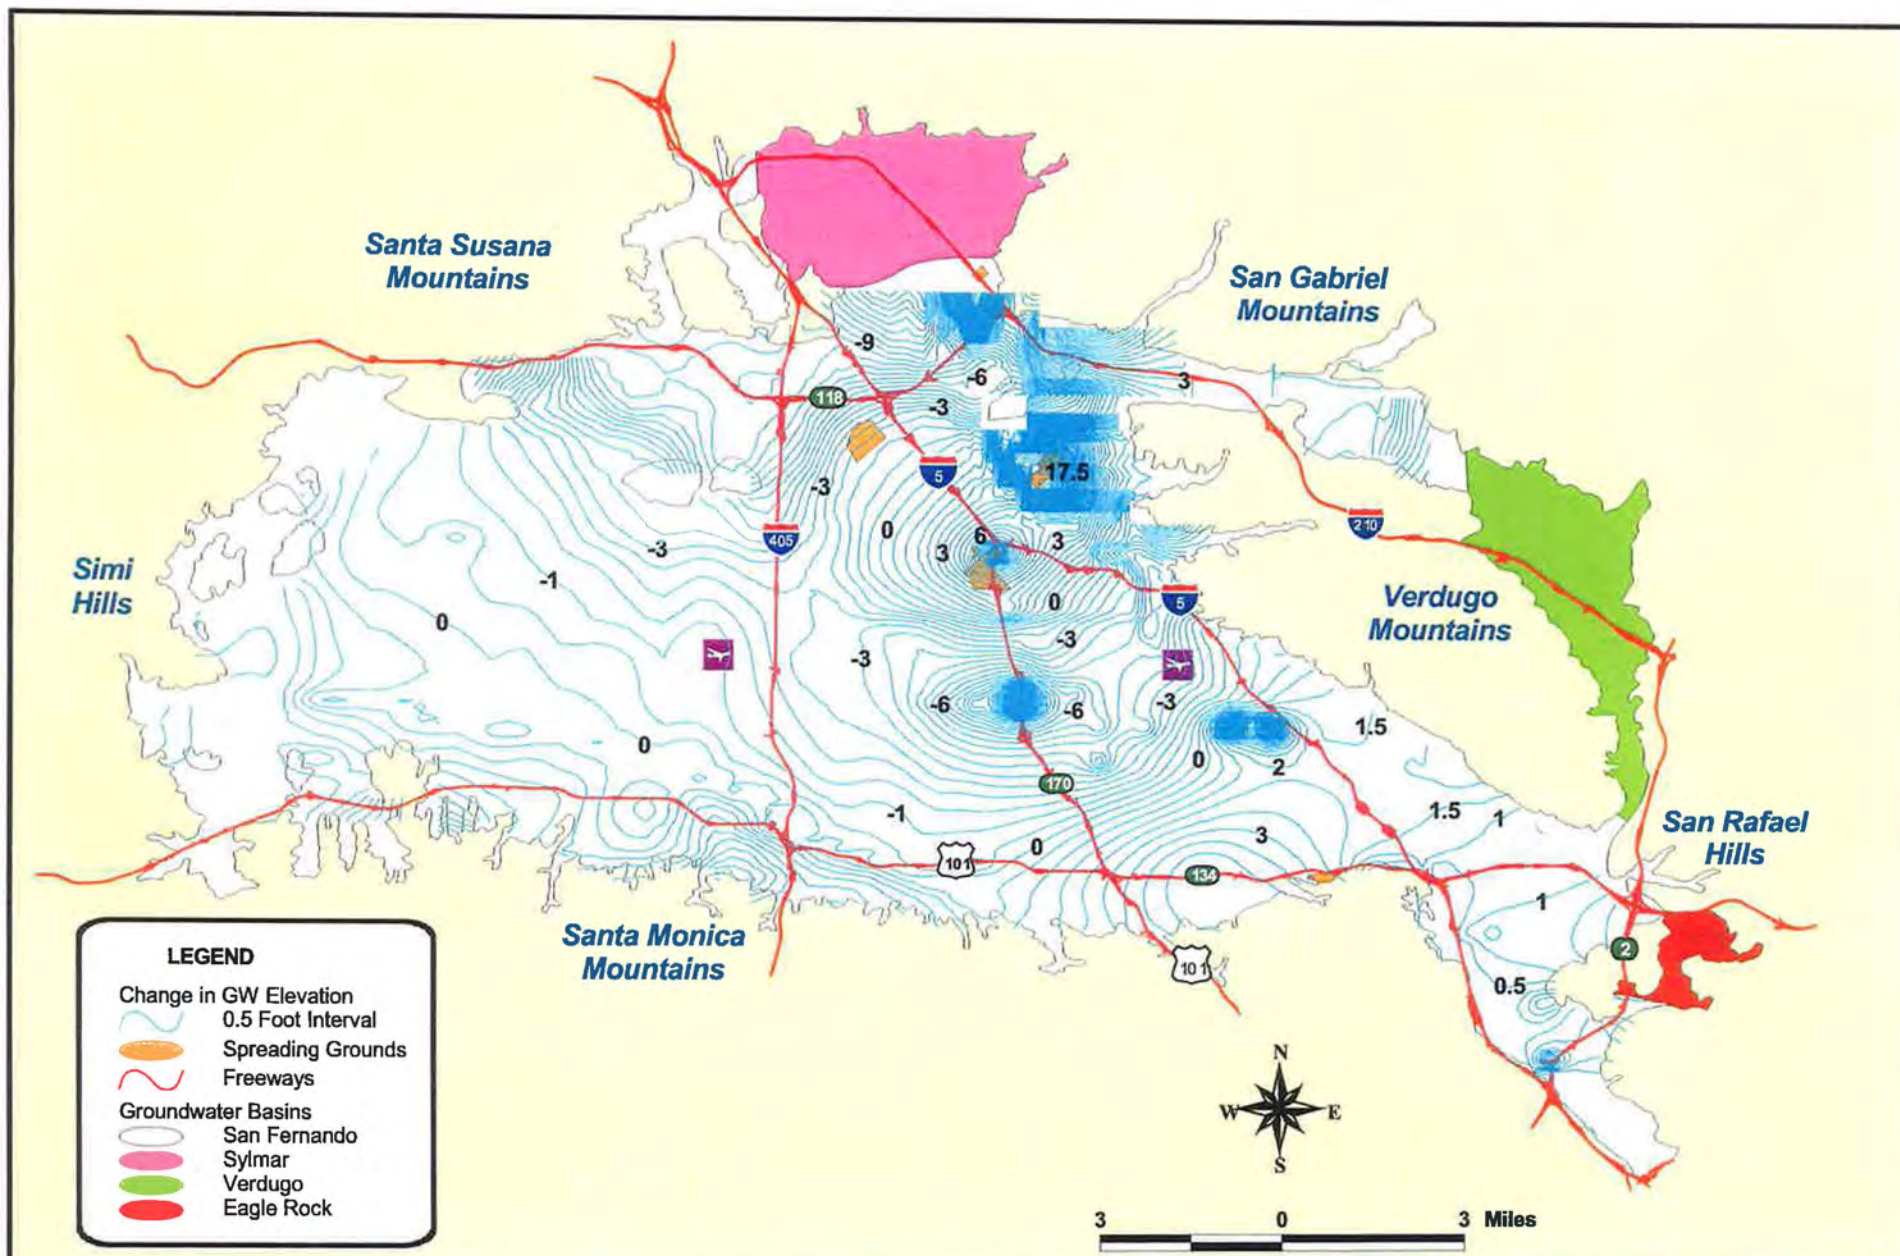 Santa Susana
Mountains
San Gabriel
Mountains
-9
-6
3
118
-3
5
17.5
-3
0
6
3
3
405
210
-3
Simi
Hills
-1
0
5
Verdugo
Mountains
0
-3
-3
-6
-6
-3
1.5
0
0
2
170
-1
1.5
1
San Rafael
Hills
3
0
101
134
1
2
Santa Monica
Mountains
101
0.5
LEGEND
Change in GW Elevation
0.5 Foot Interval
Spreading Grounds
Freeways
Groundwater Basins
San Fernando
Sylmar
Verdugo
Eagle Rock
N
W E
S
3 0 3 Miles